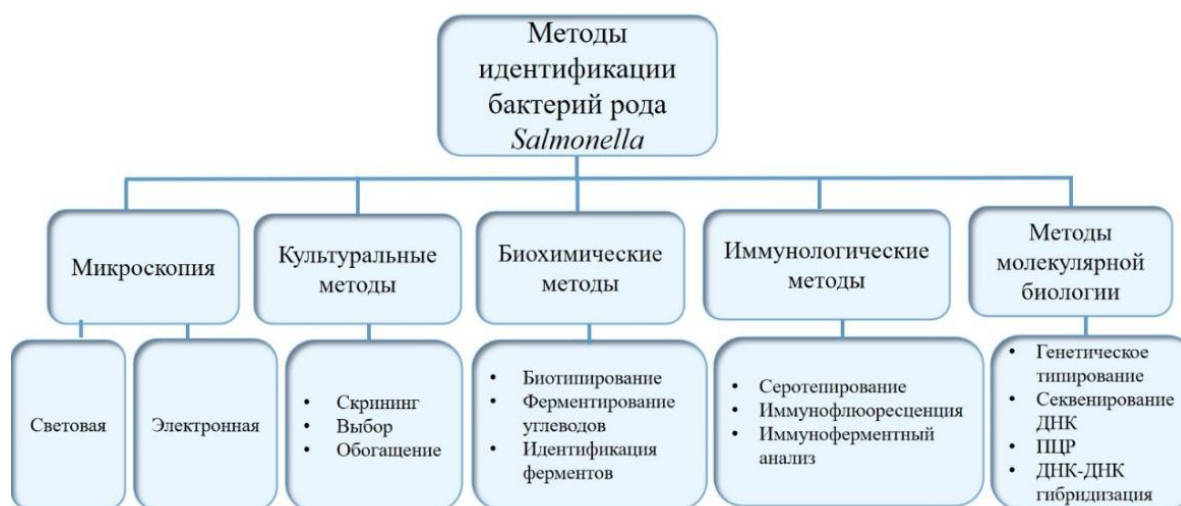 Методы
идентификации
бактерий рода
Salmonella
Микроскопия
Культуральные
методы
Биохимические
методы
Иммунологические
методы
Методы
молекулярной
биологии
Световая
Электронная
• Скрининг
• Выбор
• Обогащение
• Биотипирование
• Ферментирование
углеводов
• Идентификация
ферментов
• Серотепирование
• Иммунофлюоресценция
• Иммуноферментный
анализ
• Генетическое
типирование
• Секвенирование
ДНК
• ПЦР
• ДНК-ДНК
гибридизация